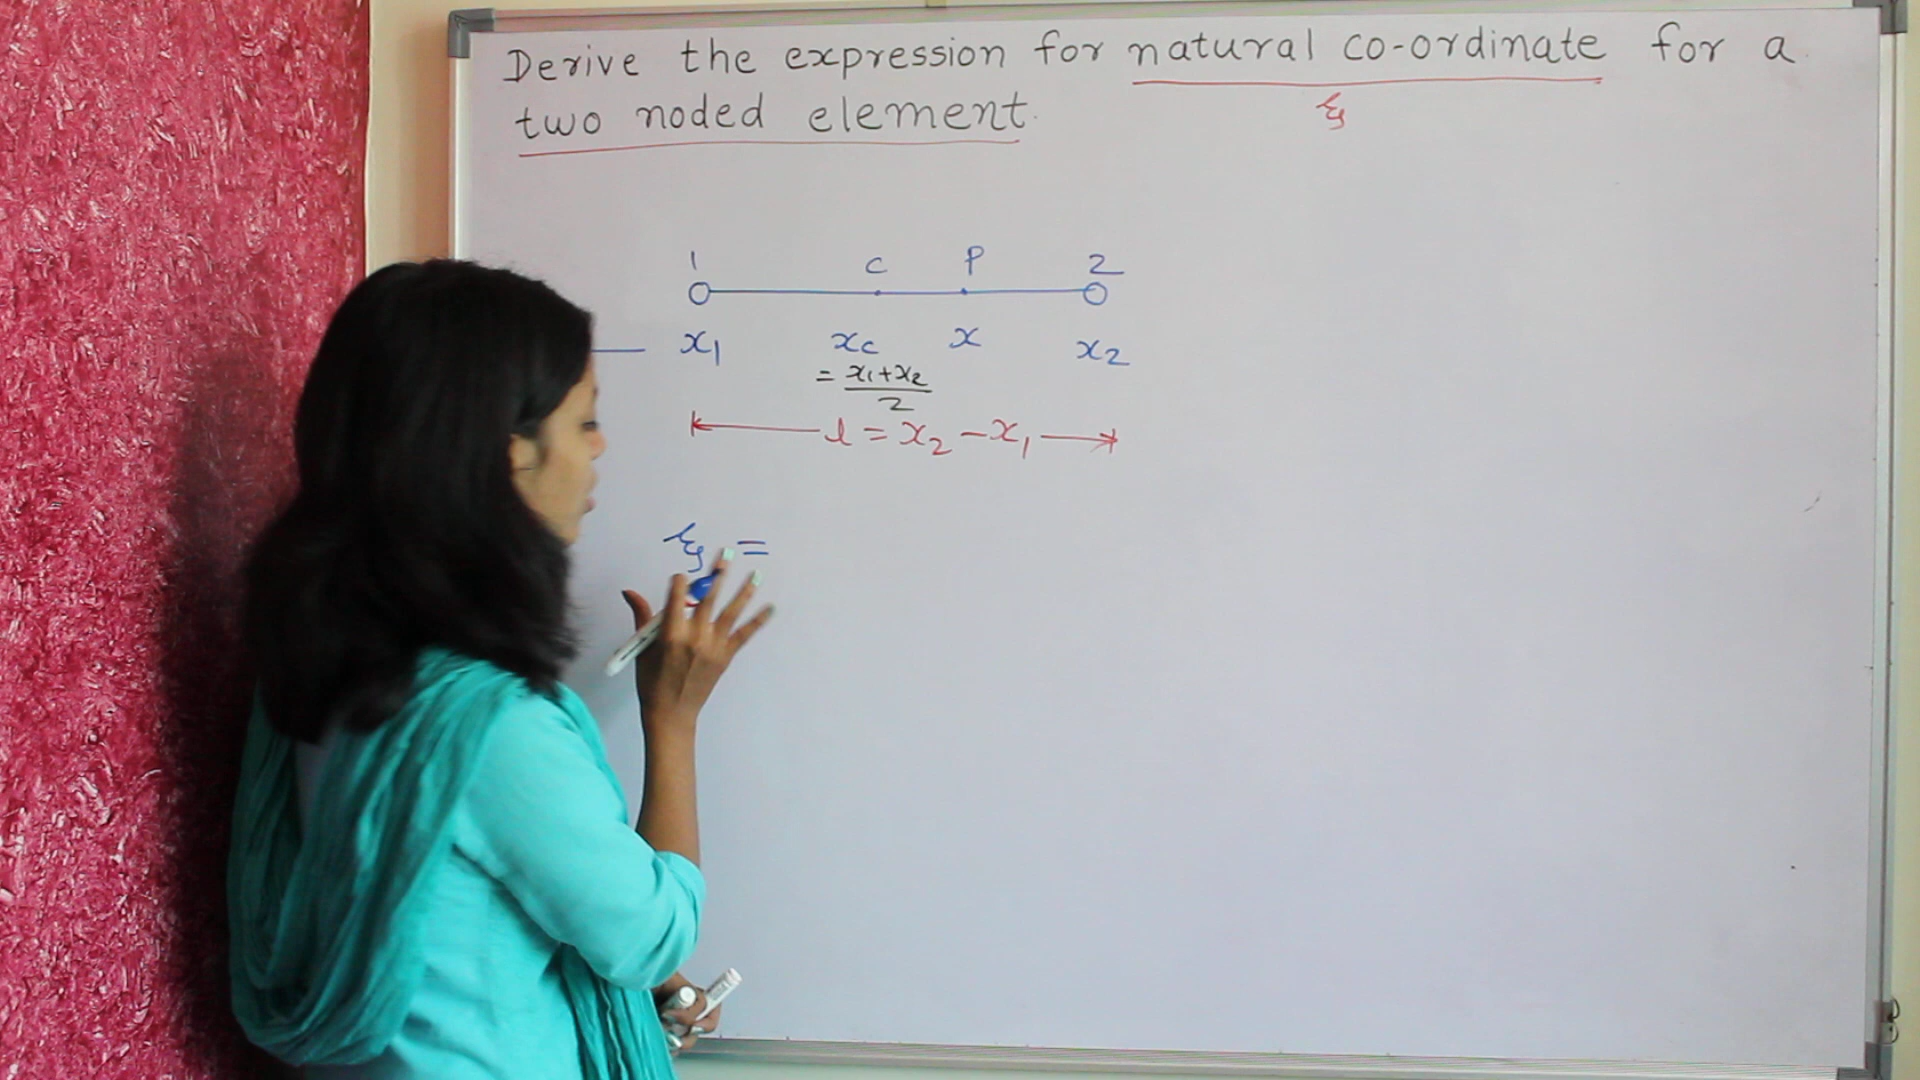 Derive the expression for natural co-ordinate for a
two noded element.
ξ
1 C P 2
x₁ x_c x x₂
= (x₁+x₂)/2
l = x₂ − x₁
ξ =